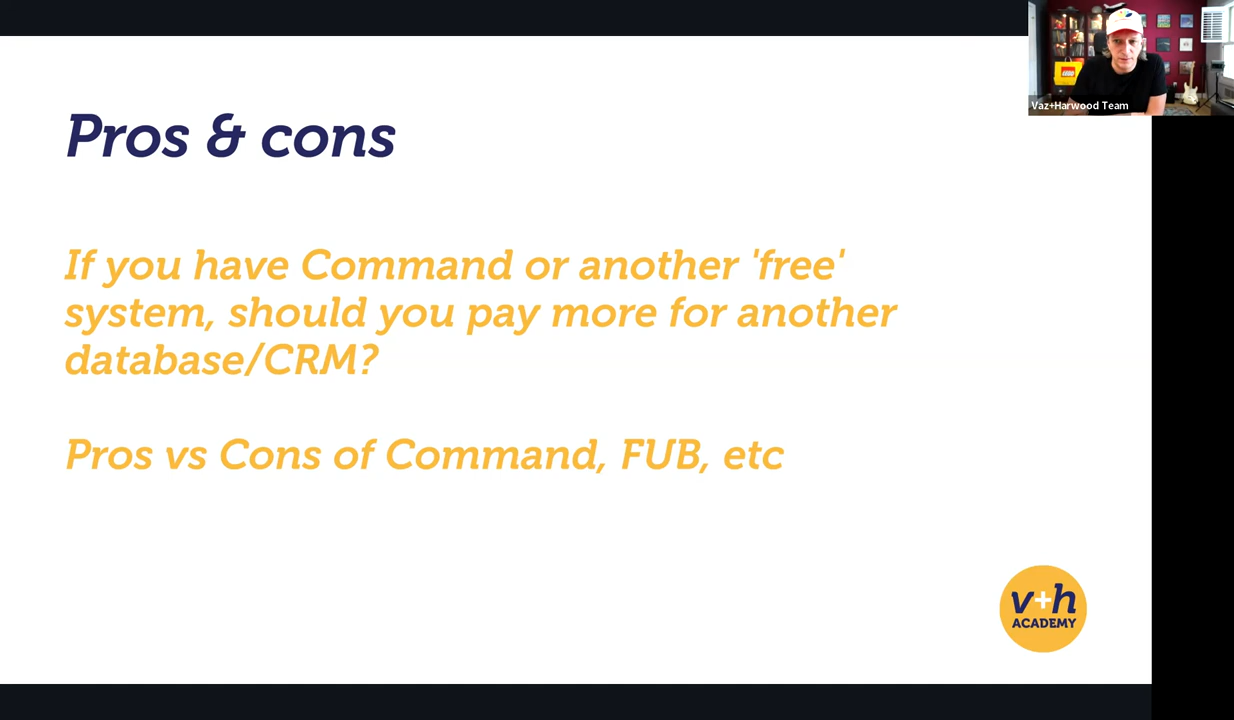 Pros & cons
If you have Command or another 'free'
system, should you pay more for another
database/CRM?
Pros vs Cons of Command, FUB, etc
v+h
ACADEMY
LEGO
Vaz+Harwood Team